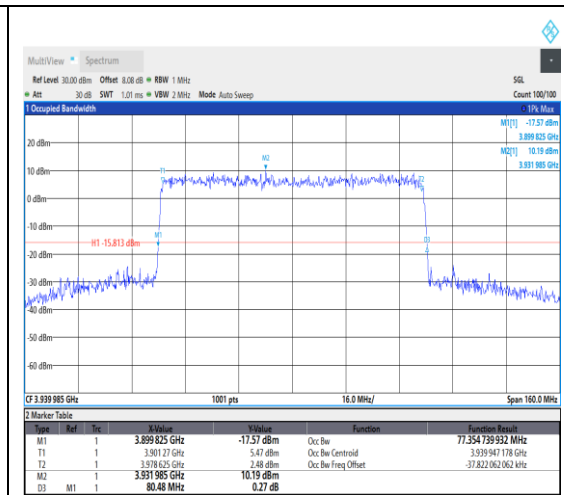 MultiView Spectrum
Ref Level 30.00 dBm Offset 8.08 dB RBW 1 MHz SGL
Att 30 dB SWT 1.01 ms VBW 2 MHz Mode Auto Sweep Count 100/100
1 Occupied Bandwidth 1Pk Max
M1[1] -17.57 dBm
3.899 825 GHz
M2[1] 10.19 dBm
3.931 985 GHz
20 dBm
10 dBm
0 dBm
-10 dBm
-20 dBm
-30 dBm
-40 dBm
-50 dBm
-60 dBm
T1
M2
T2
M1
D3
H1 -15.813 dBm
CF 3.939 985 GHz 1001 pts 16.0 MHz/ Span 160.0 MHz
2 Marker Table
Type Ref Trc X-Value Y-Value Function Function Result
M1 1 3.899 825 GHz -17.57 dBm Occ Bw 77.354 739 932 MHz
T1 1 3.901 27 GHz 5.47 dBm Occ Bw Centroid 3.939 947 178 GHz
T2 1 3.978 625 GHz 2.48 dBm Occ Bw Freq Offset -37.822 062 062 kHz
M2 1 3.931 985 GHz 10.19 dBm
D3 M1 1 80.48 MHz 0.27 dB